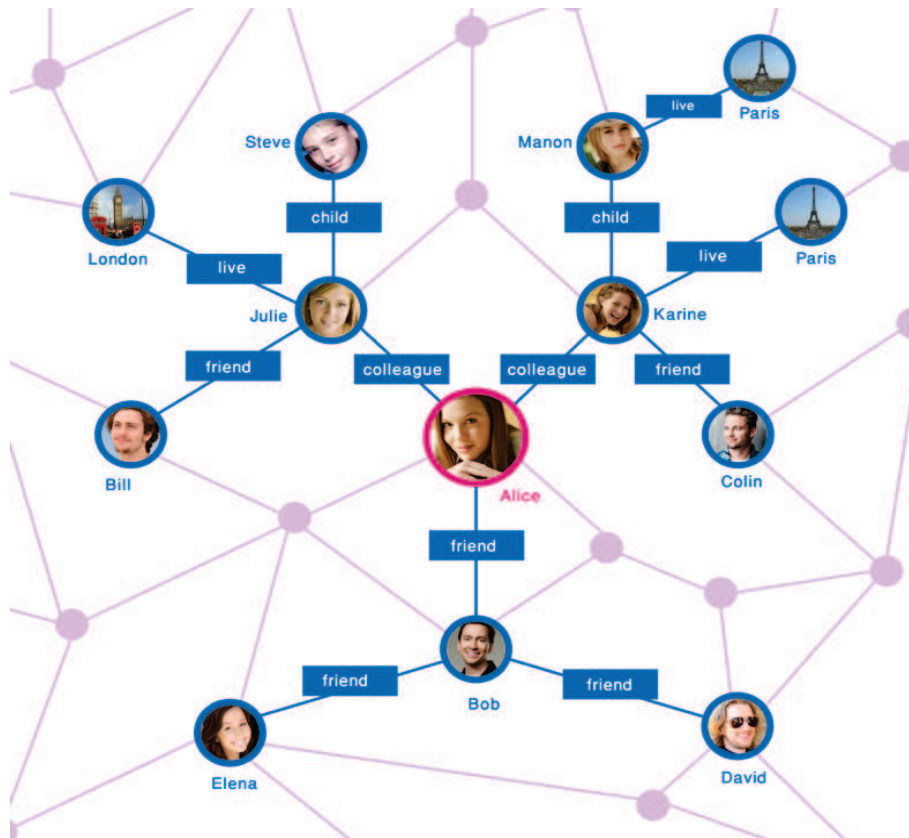 live
Paris
Steve
Manon
child
child
London
live
live
Paris
Julie
Karine
friend
colleague
colleague
friend
Bill
Alice
Colin
friend
friend
friend
Bob
Elena
David